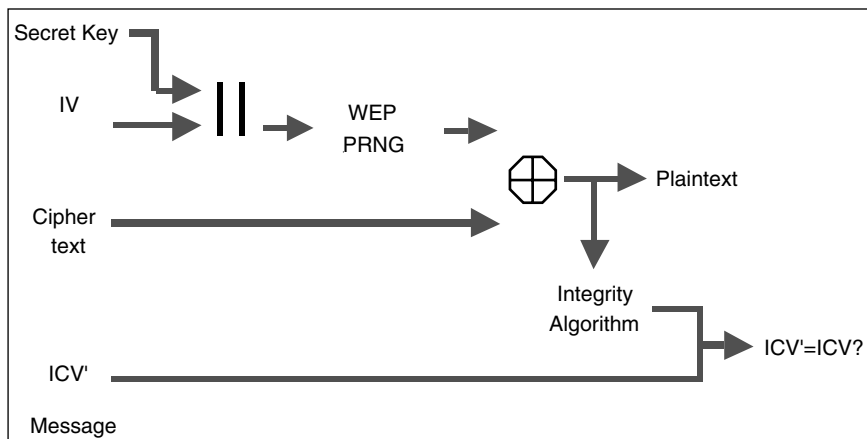 Secret Key
IV
WEP
PRNG
Plaintext
Cipher
text
Integrity
Algorithm
ICV'=ICV?
ICV'
Message